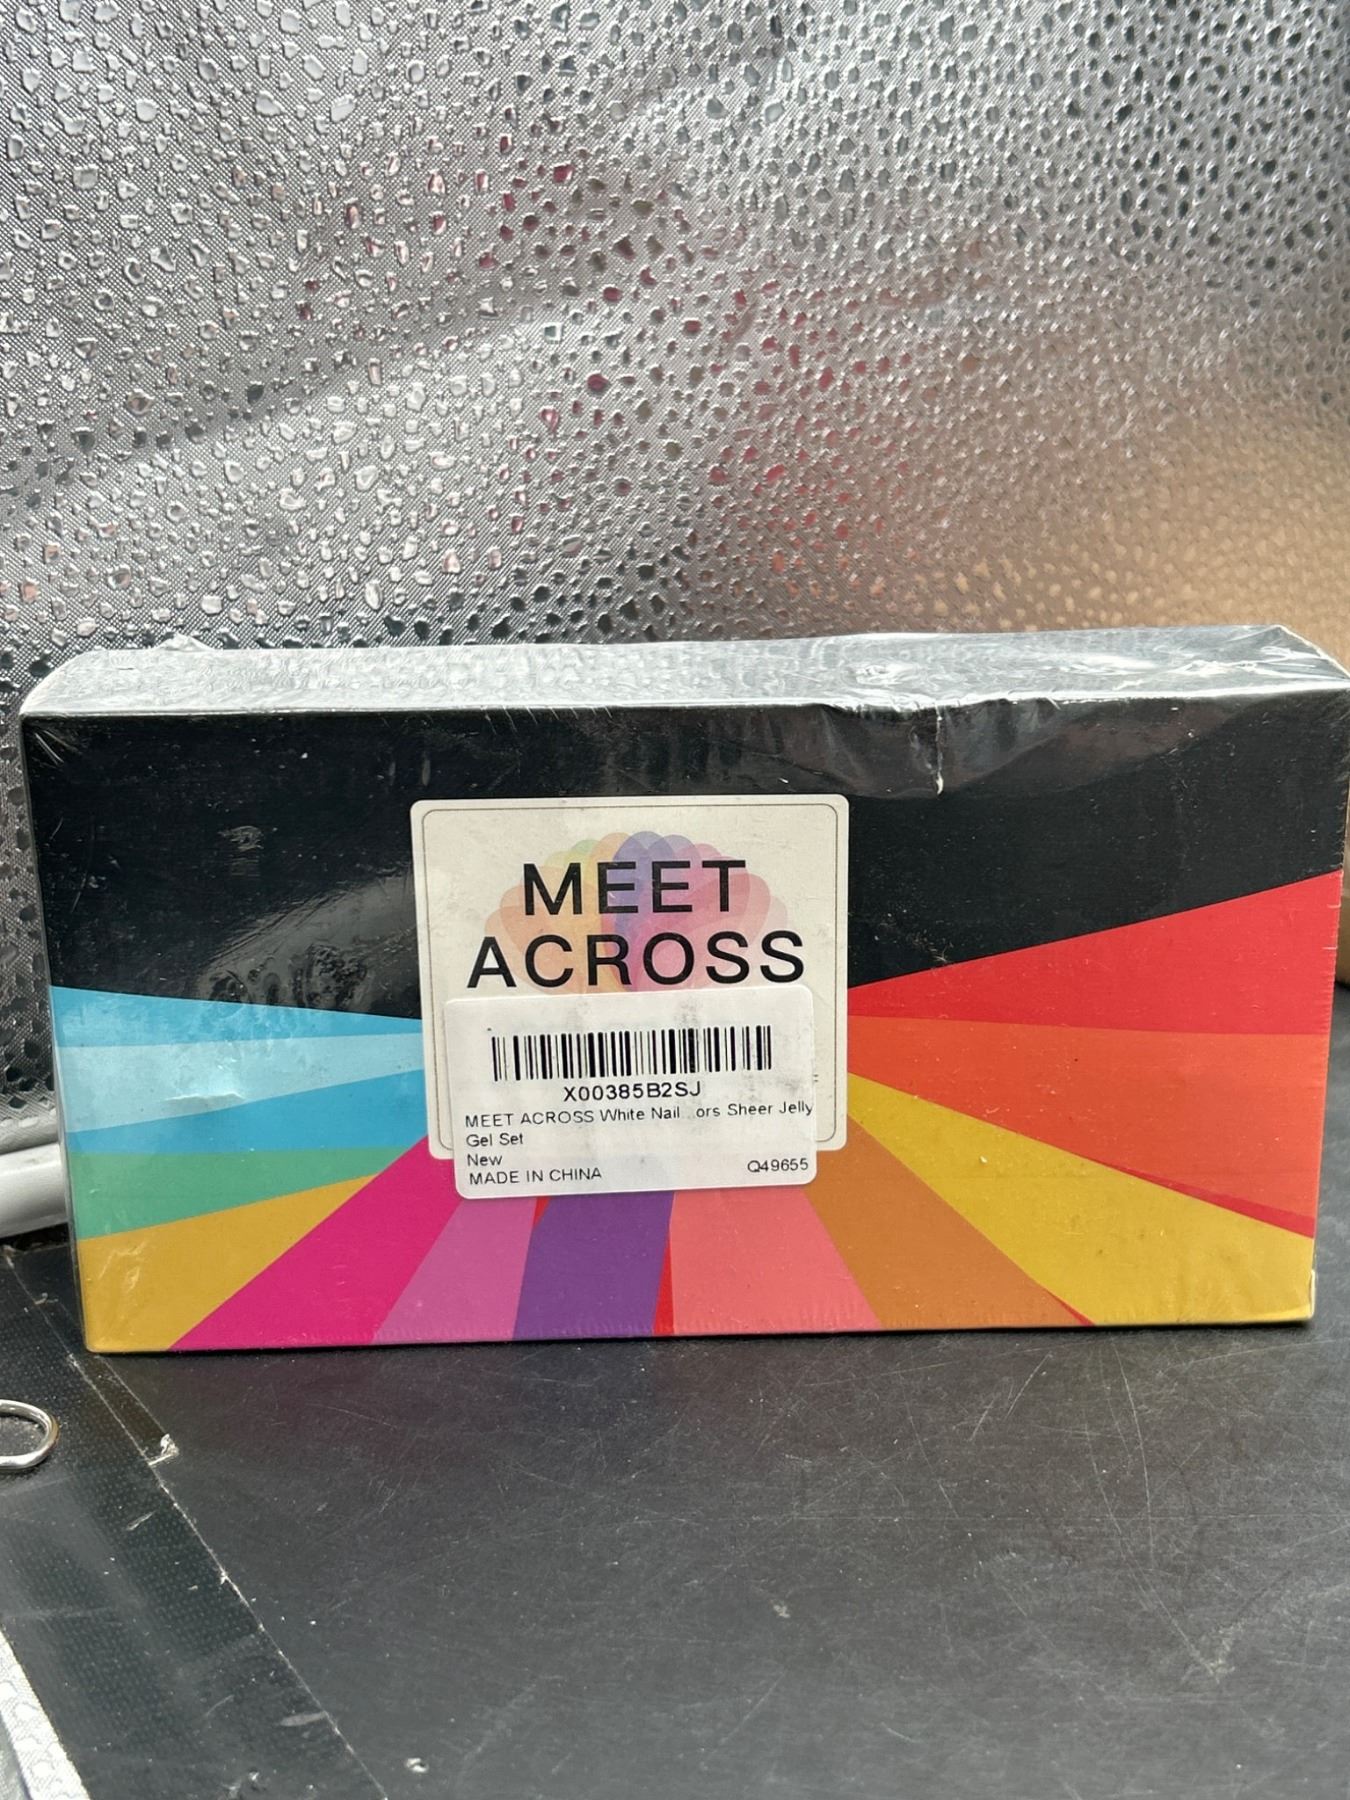 MEET
ACROSS
X00385B2SJ
MEET ACROSS White Nail...ors Sheer Jelly
Gel Set
New
MADE IN CHINA Q49655